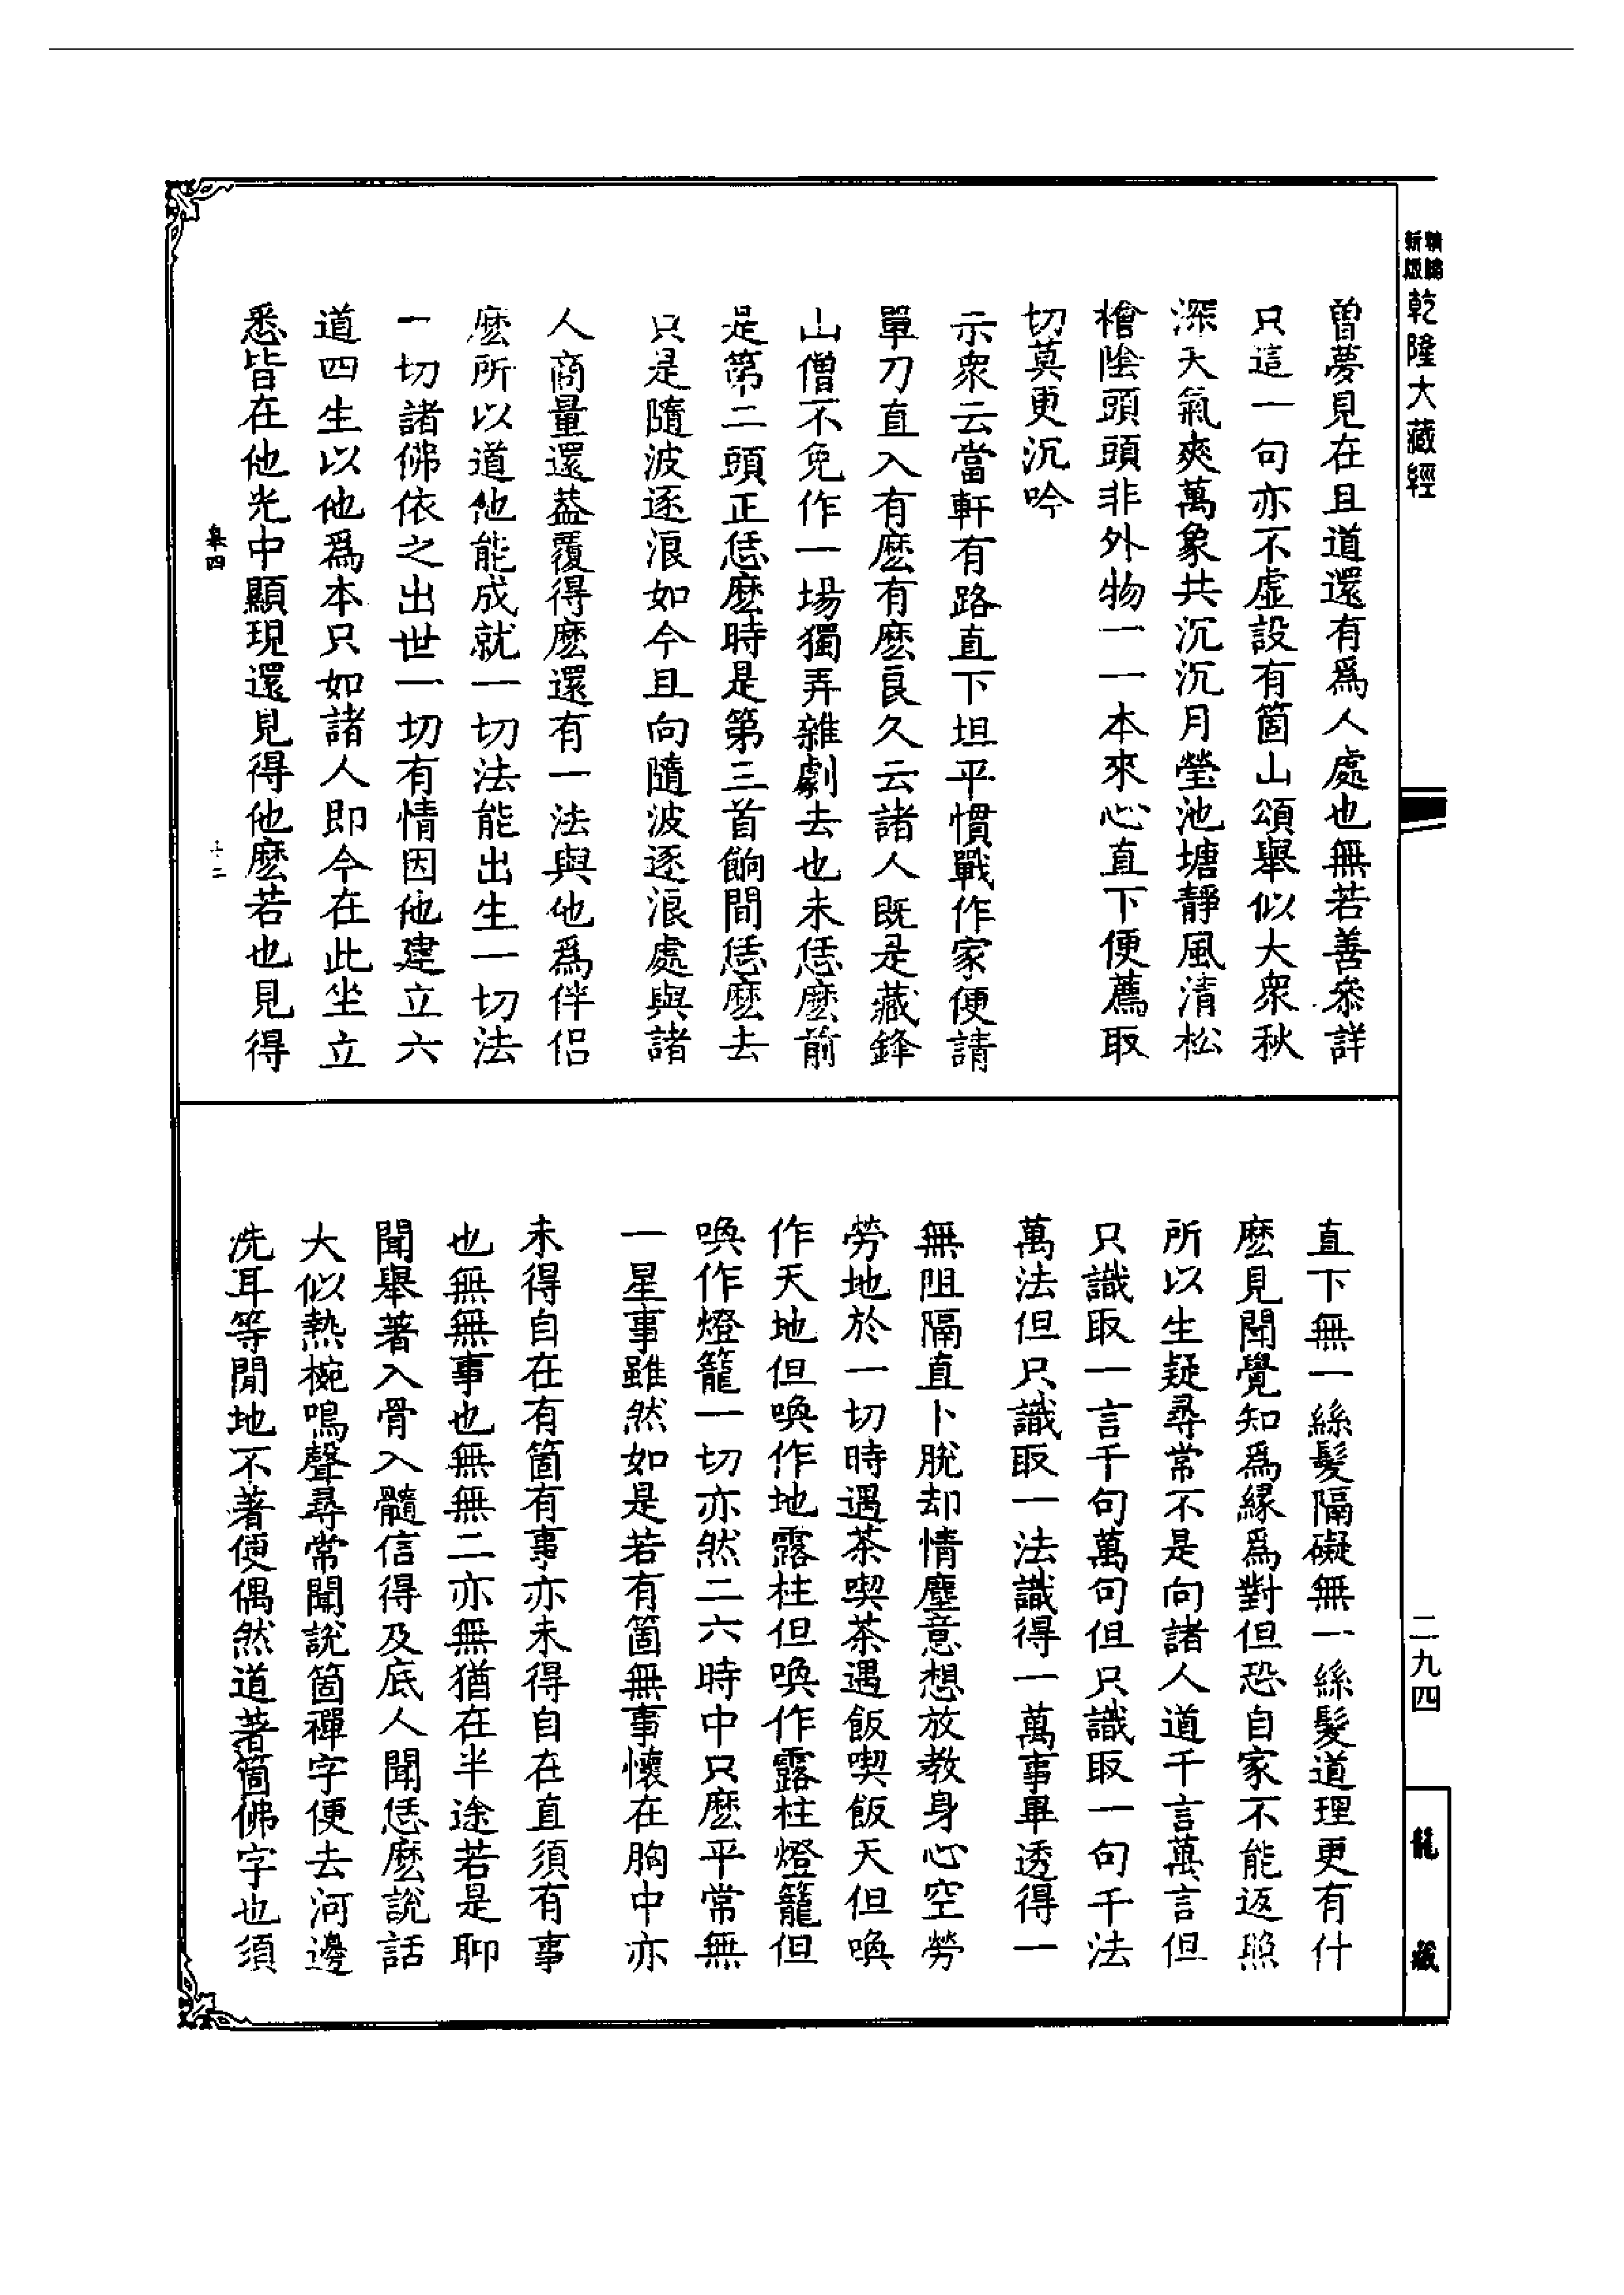 新版
精縮
乾隆大藏經
曽夢見在且道還有爲人處也無若善叅詳
只這一句亦不虚設有箇山頌舉似大衆秋
深天氣爽萬象共沉沉月瑩池塘靜風清松
檜陰頭頭非外物一一本來心直下便薦取
切莫更沉吟
示衆云當軒有路直下坦平慣戰作家便請
單刀直入有麽有麽良久云諸人既是藏鋒
山僧不免作一場獨弄雜劇去也未恁麽前
是第二頭正恁麽時是第三首餉間恁麽去
只是隨波逐浪如今且向隨波逐浪處與諸
人商量還葢覆得麽還有一法與他爲伴侣
麽所以道他能成就一切法能出生一切法
一切諸佛依之出世一切有情因他建立六
道四生以他爲本只如諸人即今在此坐立
悉皆在他光中顯現還見得他麽若也見得
四
十二
直下無一絲髮隔礙無一絲髮道理更有什
麽見聞覺知爲緣爲對但恐自家不能返照
所以生疑尋常不是向諸人道千言萬言但
只識取一言千句萬句但只識取一句千法
萬法但只識取一法識得一萬事畢透得一
無阻隔直卜脫却情塵意想放教身心空勞
勞地於一切時遇茶喫茶遇飯喫飯天但喚
作天地但喚作地露柱但喚作露柱燈籠但
喚作燈籠一切亦然二六時中只麽平常無
一星事雖然如是若有箇無事懷在胸中亦
未得自在有箇有事亦未得自在直須有事
也無無事也無無二亦無猶在半途若是聊
聞舉著入骨入髓信得及底人聞恁麽說話
大似熱椀鳴聲尋常聞說箇禪字便去河邊
洗耳等閒地不著便偶然道著箇佛字也須
二九四
龍藏